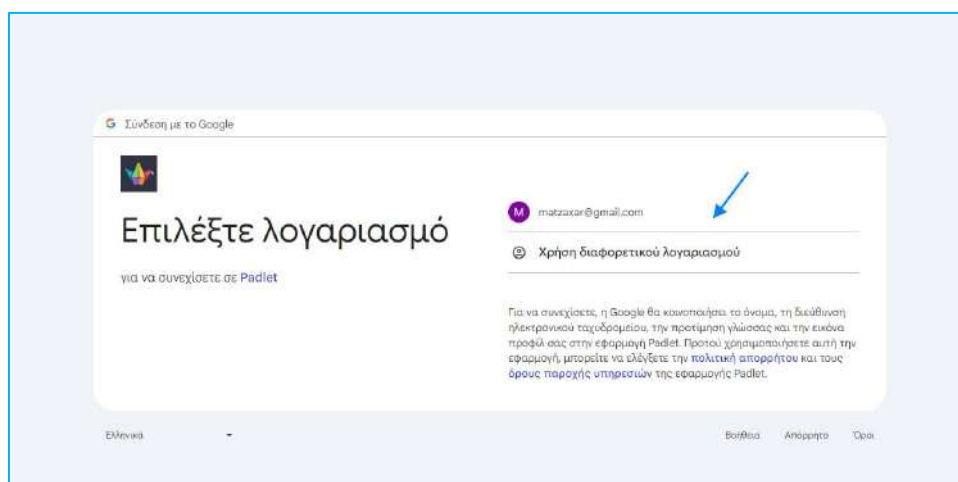 Σύνδεση με το Google
Επιλέξτε λογαριασμό
για να συνεχίσετε σε Padlet
M matzaxar@gmail.com
Χρήση διαφορετικού λογαριασμού
Για να συνεχίσετε, η Google θα κοινοποιήσει το όνομα, τη διεύθυνση
ηλεκτρονικού ταχυδρομείου, την προτίμηση γλώσσας και την εικόνα
προφίλ σας στην εφαρμογή Padlet. Προτού χρησιμοποιήσετε αυτή την
εφαρμογή, μπορείτε να ελέγξετε την πολιτική απορρήτου και τους
όρους παροχής υπηρεσιών της εφαρμογής Padlet.
Ελληνικά
Βοήθεια Απόρρητο Όροι